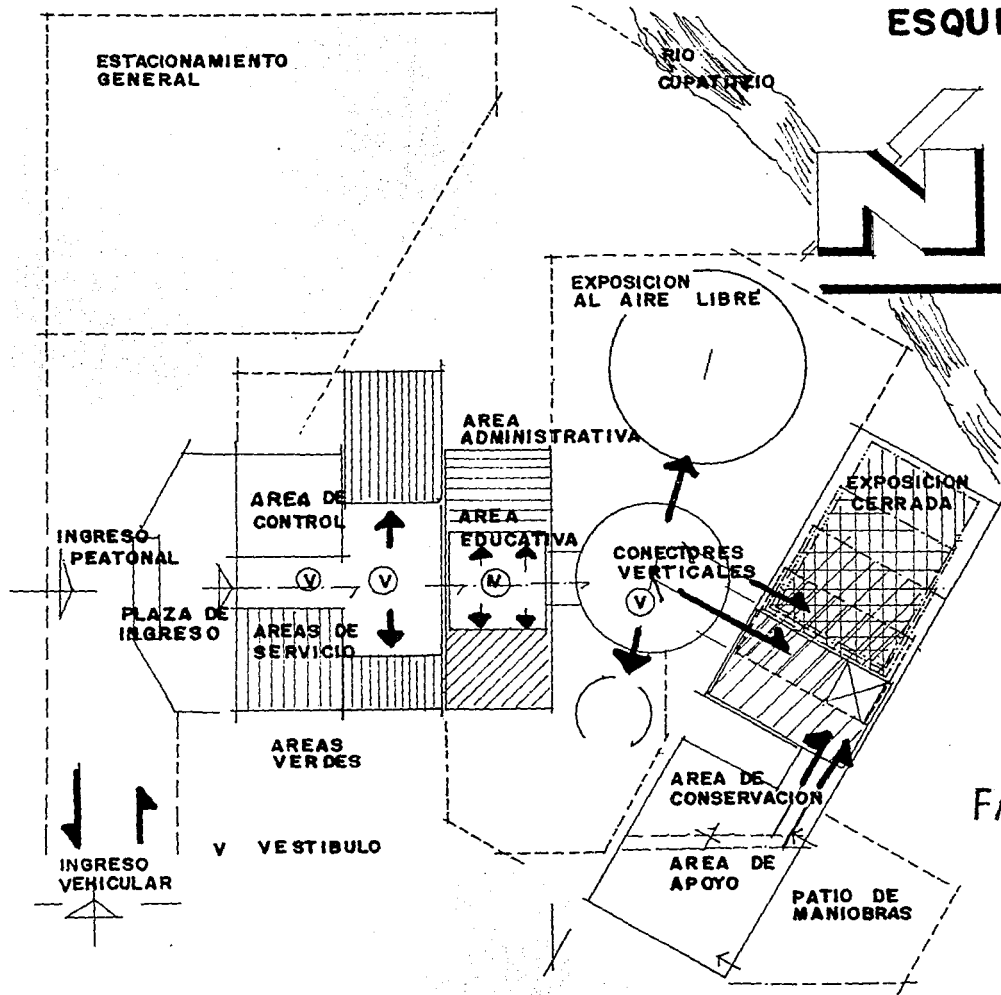 ESQU
ESTACIONAMIENTO
GENERAL
RIO
CUPATITZIO
N
EXPOSICION
AL AIRE LIBRE
AREA
ADMINISTRATIVA
EXPOSICION
CERRADA
AREA DE
CONTROL
AREA
EDUCATIVA
INGRESO
PEATONAL
CONECTORES
VERTICALES
V
V
V
PLAZA DE
INGRESO
AREAS DE
SERVICIO
AREAS
VERDES
AREA DE
CONSERVACION
V VESTIBULO
INGRESO
VEHICULAR
AREA DE
APOYO
PATIO DE
MANIOBRAS